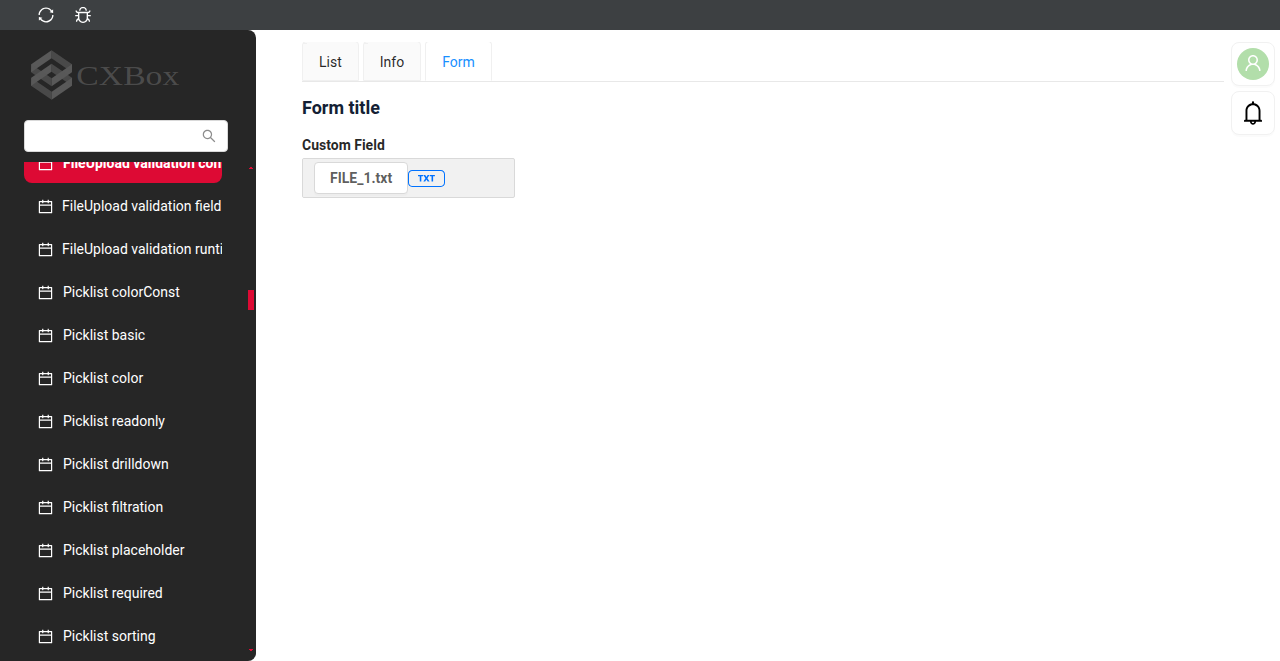 CXBox
FileUpload validation con
FileUpload validation field
FileUpload validation runti
Picklist colorConst
Picklist basic
Picklist color
Picklist readonly
Picklist drilldown
Picklist filtration
Picklist placeholder
Picklist required
Picklist sorting
List Info Form
Form title
Custom Field
FILE_1.txt TXT